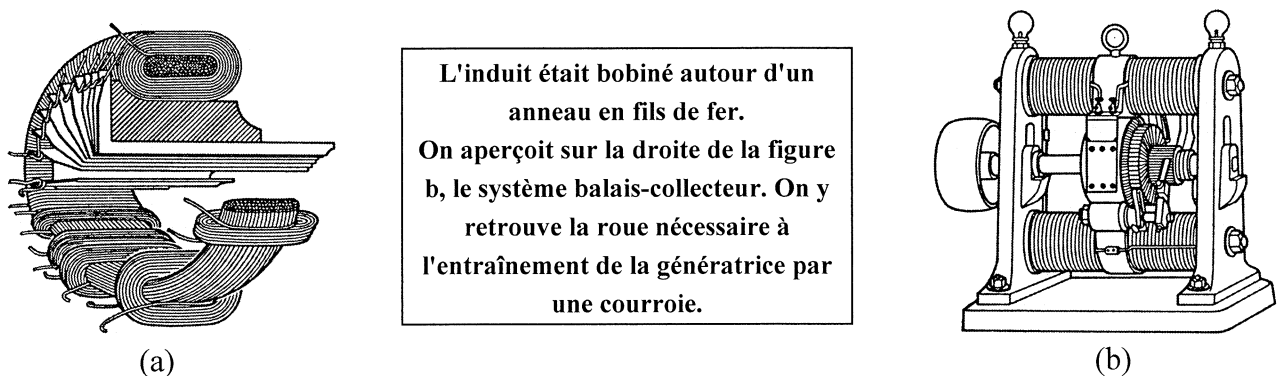 L'induit était bobiné autour d'un
anneau en fils de fer.
On aperçoit sur la droite de la figure
b, le système balais-collecteur. On y
retrouve la roue nécessaire à
l'entraînement de la génératrice par
une courroie.
(a)
(b)